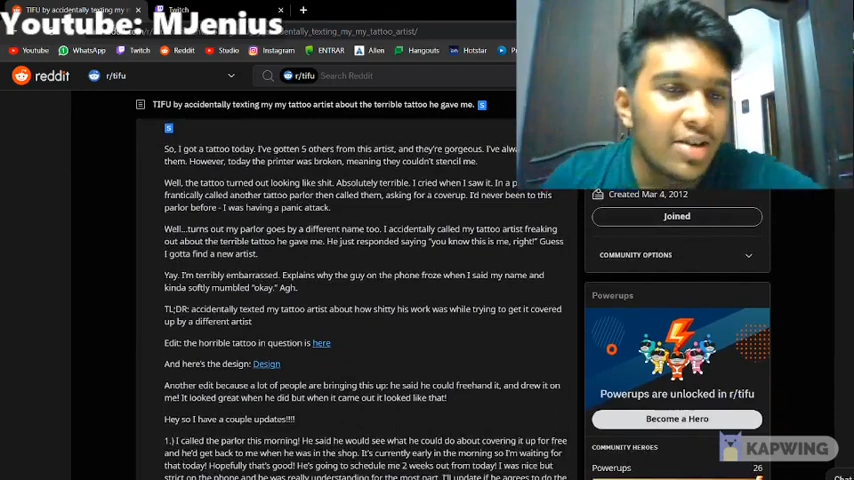 TIFU by accidentally texting my
Twitch
Youtube: MJenius
_texting_my_my_tattoo_artist/
Youtube
WhatsApp
Twitch
Reddit
Studio
Instagram
ENTRAR
Allen
Hangouts
Hotstar
reddit
r/tifu
r/tifu
Search Reddit
TIFU by accidentally texting my my tattoo artist about the terrible tattoo he gave me. S
S
So, I got a tattoo today. I've gotten 5 others from this artist, and they're gorgeous. I've
them. However, today the printer was broken, meaning they couldn't stencil me.
Well, the tattoo turned out looking like shit. Absolutely terrible. I cried when I saw it. In a
frantically called another tattoo parlor then called them, asking for a coverup. I'd never been to this
parlor before - I was having a panic attack.
Well...turns out my parlor goes by a different name too. I accidentally called my tattoo artist freaking
out about the terrible tattoo he gave me. He just responded saying "you know this is me, right!" Guess
I gotta find a new artist.
Yay. I'm terribly embarrassed. Explains why the guy on the phone froze when I said my name and
kinda softly mumbled "okay." Agh.
TL;DR: accidentally texted my tattoo artist about how shitty his work was while trying to get it covered
up by a different artist
Edit: the horrible tattoo in question is here
And here's the design: Design
Another edit because a lot of people are bringing this up: he said he could freehand it, and drew it on
me! It looked great when he did but when it came out it looked like that!
Hey so I have a couple updates!!!!
1.) I called the parlor this morning! He said he would see what he could do about covering it up for free
and he'd get back to me when he was in the shop. It's currently early in the morning so I'm waiting for
that today! Hopefully that's good! He's going to schedule me 2 weeks out from today! I was nice but
strict on the phone and he was really understanding for the most part. I'll update if he agrees to do the
Created Mar 4, 2012
Joined
COMMUNITY OPTIONS
Powerups
Powerups are unlocked in r/tifu
Become a Hero
COMMUNITY HEROES
Powerups
26
KAPWING
Chat